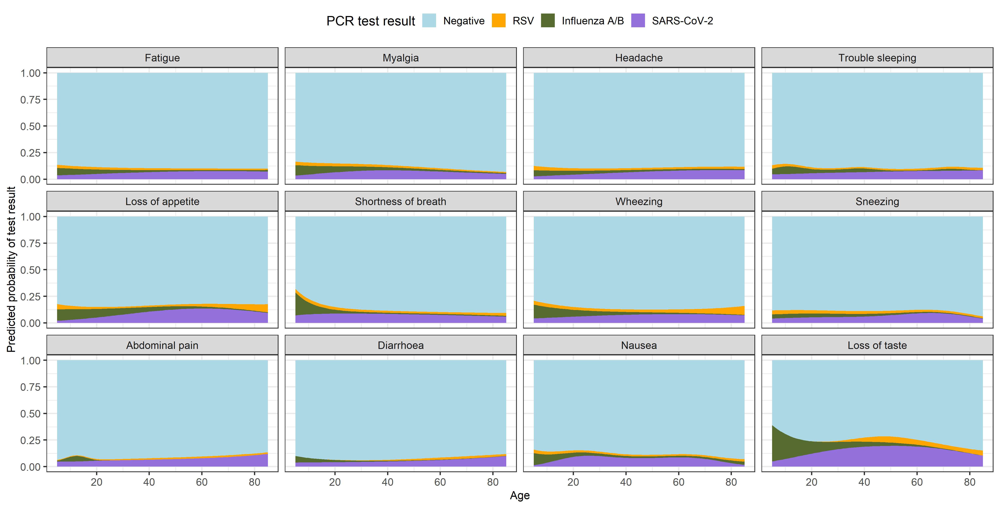 PCR test result Negative RSV Influenza A/B SARS-CoV-2
Fatigue Myalgia Headache Trouble sleeping
1.00
0.75
0.50
0.25
0.00
Loss of appetite Shortness of breath Wheezing Sneezing
1.00
0.75
0.50
0.25
0.00
Predicted probability of test result
Abdominal pain Diarrhoea Nausea Loss of taste
1.00
0.75
0.50
0.25
0.00
20 40 60 80 20 40 60 80 20 40 60 80 20 40 60 80
Age